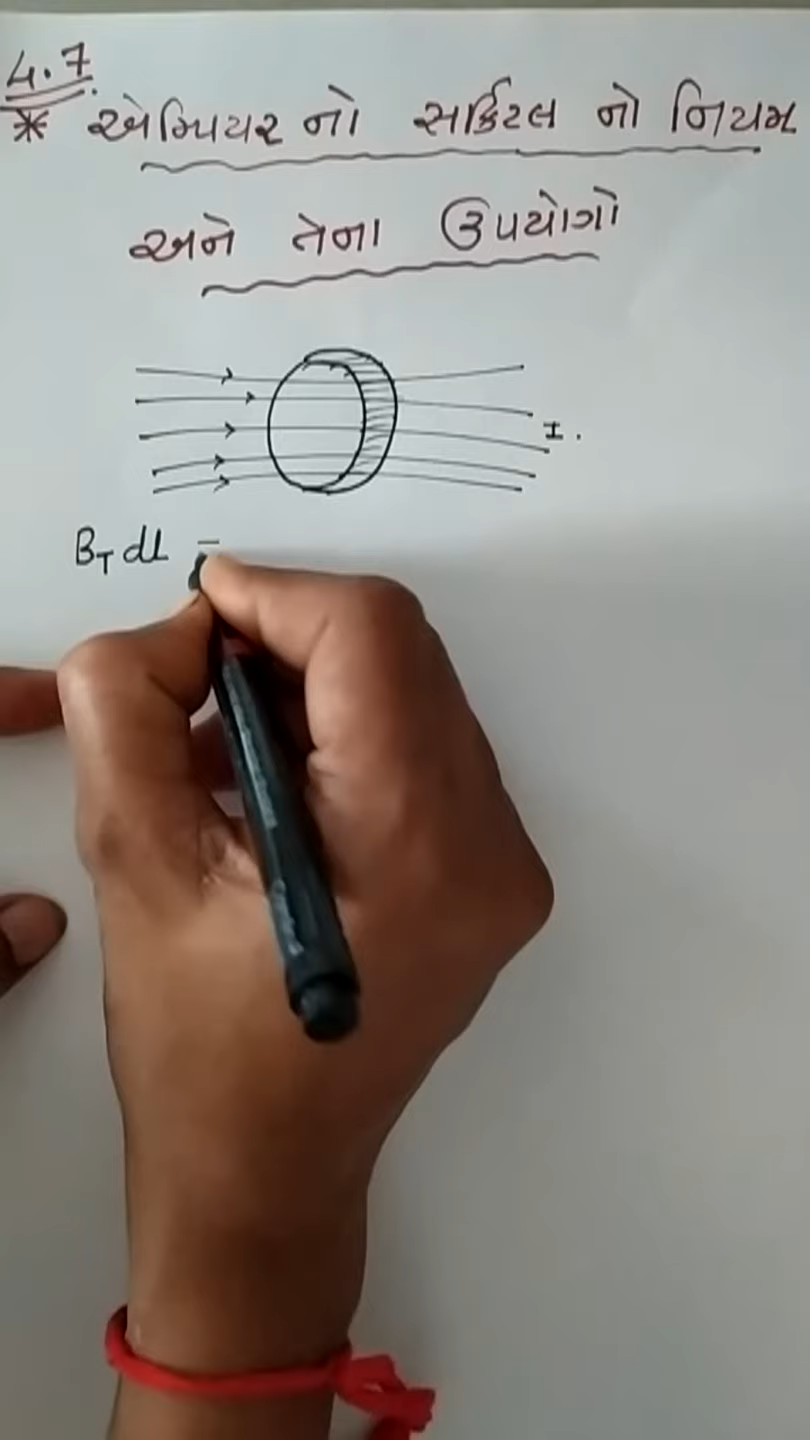 4.7
* એમ્પિયર નો સર્કિટલ નો નિયમ
અને તેના ઉપયોગો
I.
B_T dl =